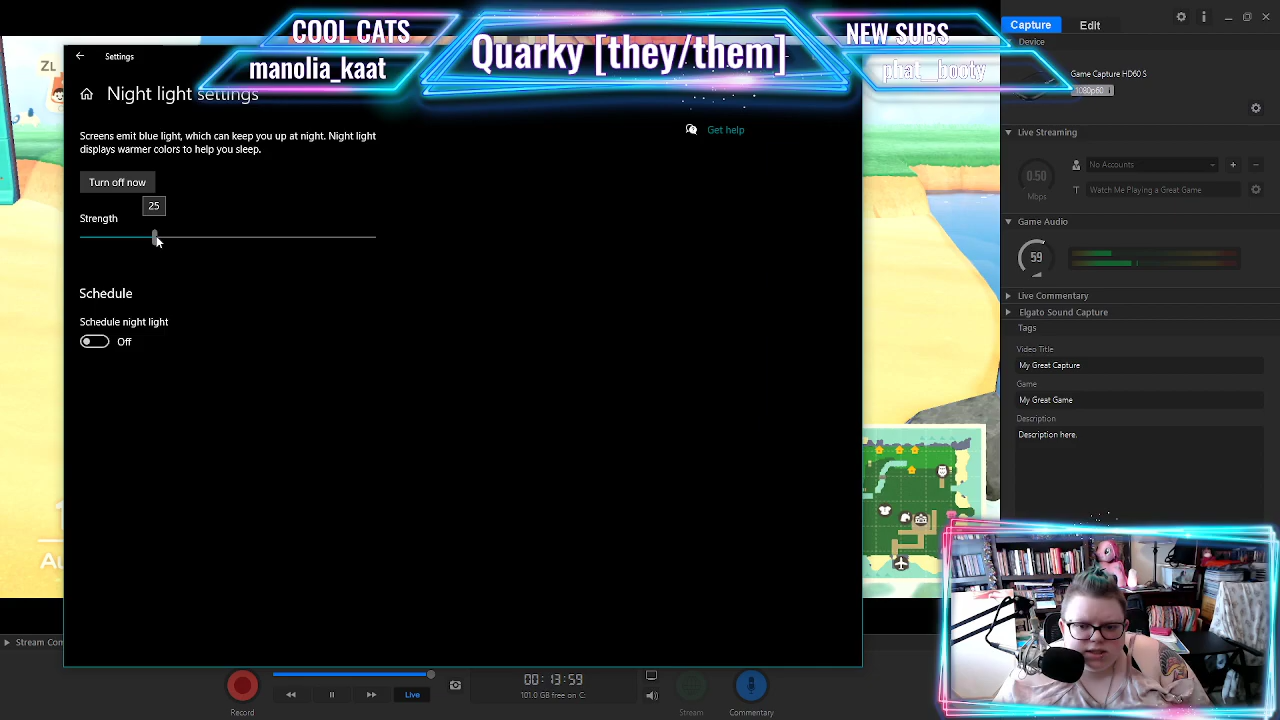 COOL CATS
manolia_kaat
Quarky [they/them]
NEW SUBS
phat__booty
ZL
Settings
Night light settings
Screens emit blue light, which can keep you up at night. Night light
displays warmer colors to help you sleep.
Turn off now
25
Strength
Schedule
Schedule night light
Off
Get help
Capture
Edit
Device
Game Capture HD60 S
1080p60
Live Streaming
0.50
Mbps
No Accounts
Watch Me Playing a Great Game
Game Audio
59
Live Commentary
Elgato Sound Capture
Tags
Video Title
My Great Capture
Game
My Great Game
Description
Description here.
Stream Com
Record
Live
00:13:59
101.0 GB free on C:
Stream
Commentary